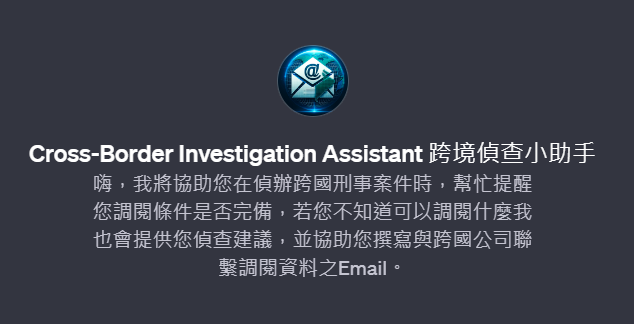 @
Cross-Border Investigation Assistant 跨境偵查小助手
嗨，我將協助您在偵辦跨國刑事案件時，幫忙提醒
您調閱條件是否完備，若您不知道可以調閱什麼我
也會提供您偵查建議，並協助您撰寫與跨國公司聯
繫調閱資料之Email。